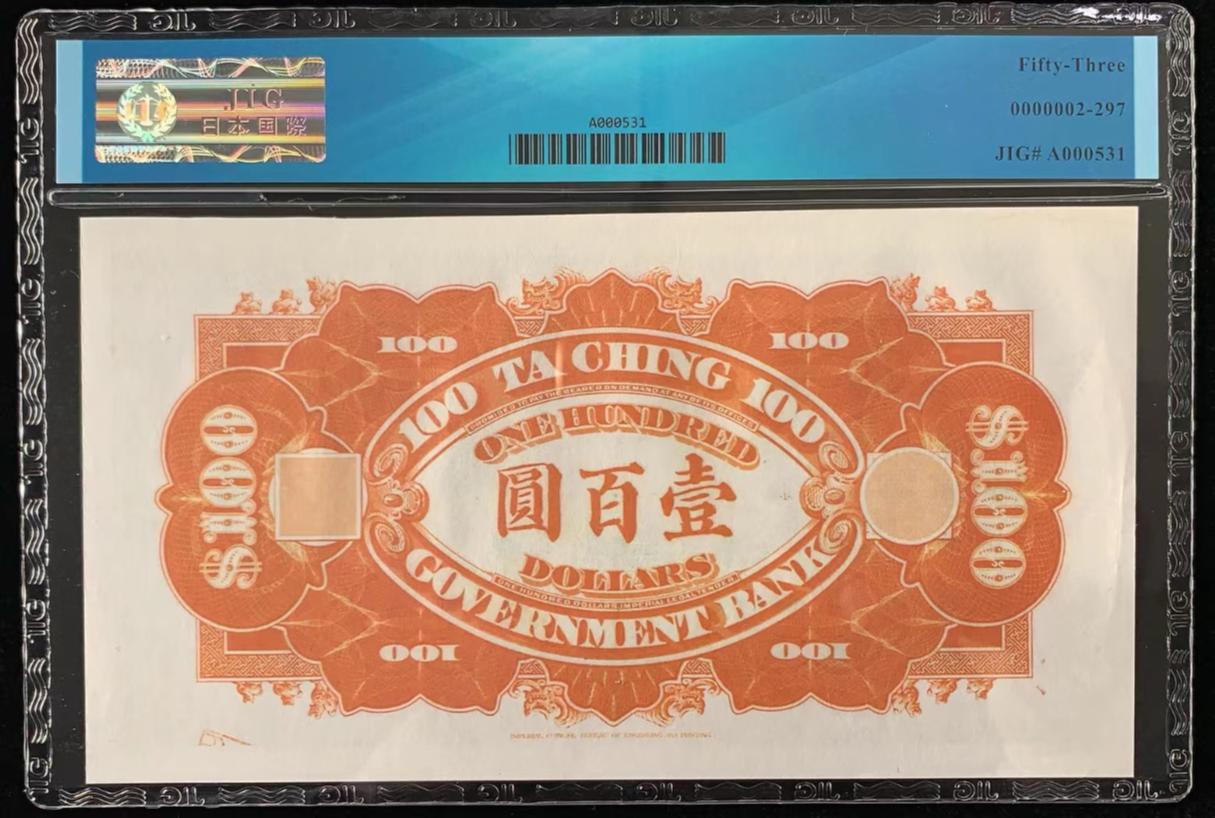 Fifty-Three
JIG
日本国際
0000002-297
A000531
JIG# A000531
100
100
100 TA CHING 100
PROMISES TO PAY THE BEARER ON DEMAND AT ANY OF ITS OFFICES
ONE HUNDRED
$100
圓百壹
$100
DOLLARS
ONE HUNDRED DOLLARS IMPERIAL LEGAL TENDER
GOVERNMENT BANK
100
100
JIG